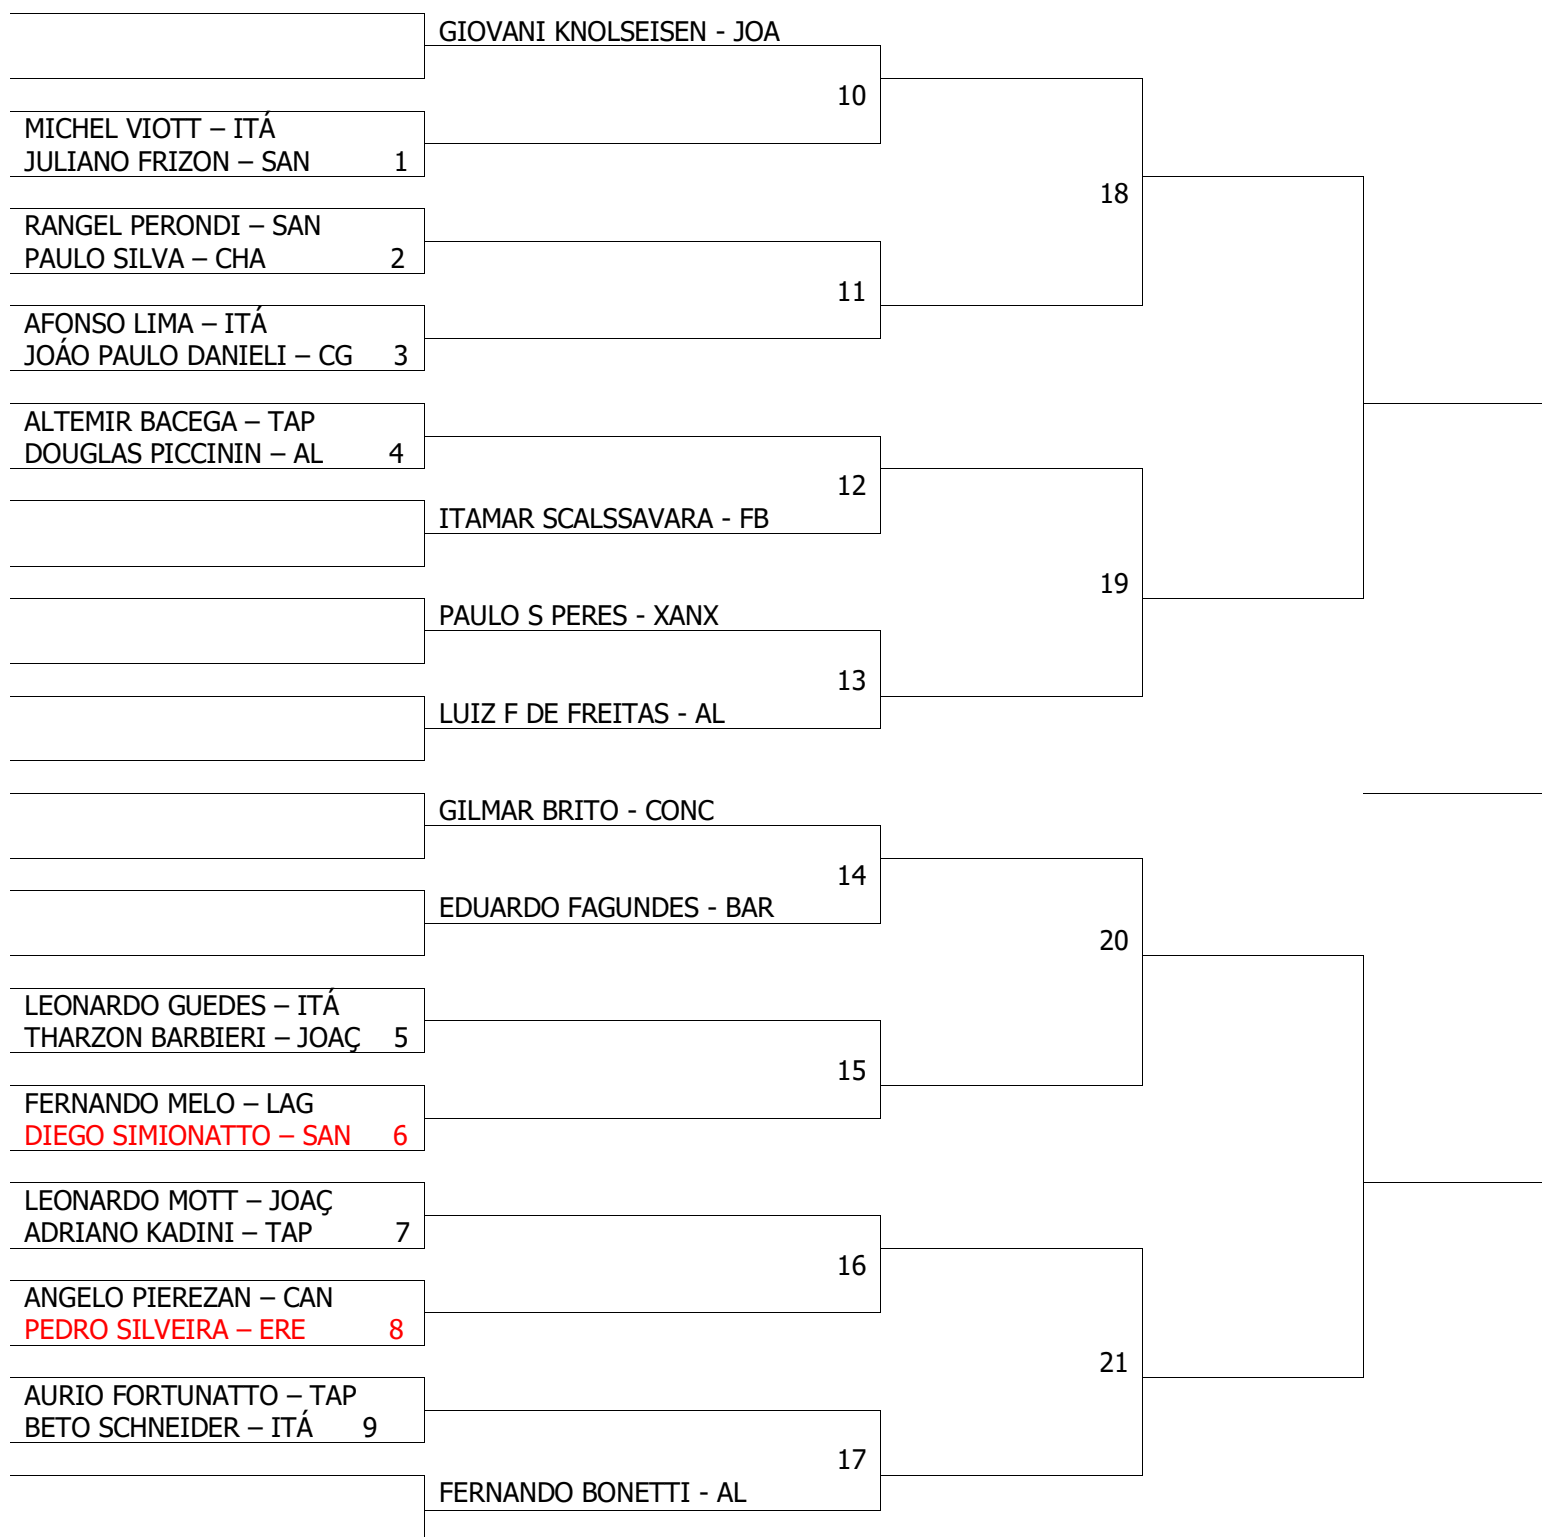 GIOVANI KNOLSEISEN - JOA
10
MICHEL VIOTT – ITÁ
JULIANO FRIZON – SAN 1
18
RANGEL PERONDI – SAN
PAULO SILVA – CHA 2
11
AFONSO LIMA – ITÁ
JOÁO PAULO DANIELI – CG 3
ALTEMIR BACEGA – TAP
DOUGLAS PICCININ – AL 4
12
ITAMAR SCALSSAVARA - FB
19
PAULO S PERES - XANX
13
LUIZ F DE FREITAS - AL
GILMAR BRITO - CONC
14
EDUARDO FAGUNDES - BAR
20
LEONARDO GUEDES – ITÁ
THARZON BARBIERI – JOAÇ 5
15
FERNANDO MELO – LAG
DIEGO SIMIONATTO – SAN 6
LEONARDO MOTT – JOAÇ
ADRIANO KADINI – TAP 7
16
ANGELO PIEREZAN – CAN
PEDRO SILVEIRA – ERE 8
21
AURIO FORTUNATTO – TAP
BETO SCHNEIDER – ITÁ 9
17
FERNANDO BONETTI - AL